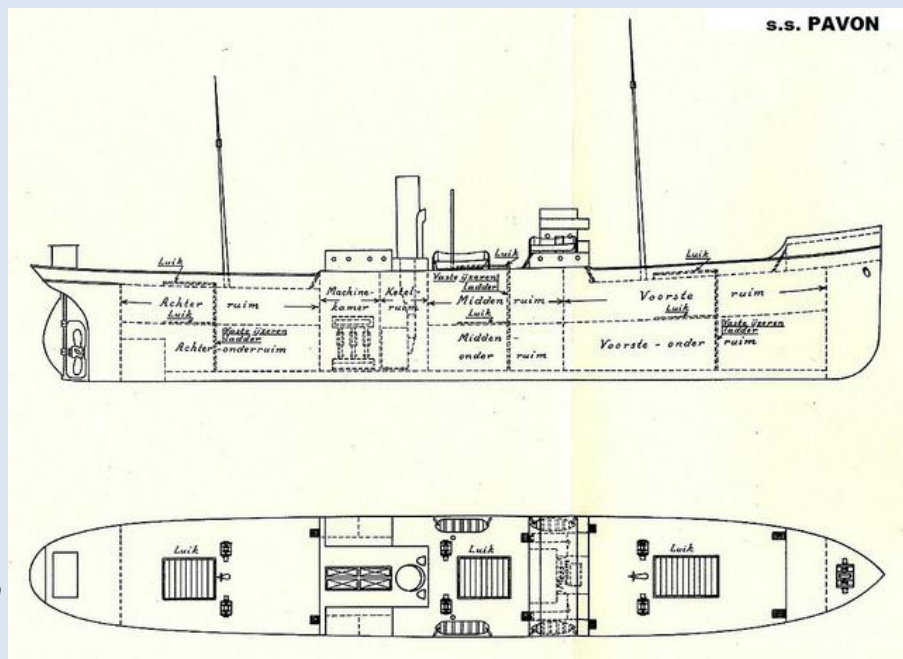 s.s. PAVON
Luik
Luik
Luik
Achter ruim
Machine-
kamer
Ketel-
ruim
Vaste ijzeren
ladder
Midden ruim
Voorste ruim
Luik
Luik
Luik
Vaste ijzeren
ladder
Vaste ijzeren
ladder
Achter-onderruim
Midden
onder-
ruim
Voorste-onder
ruim
Luik
Luik
Luik